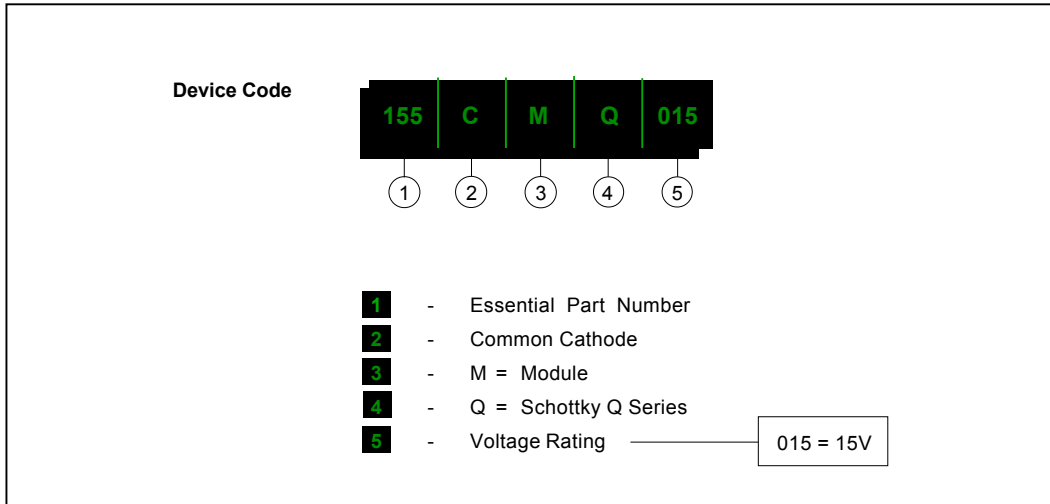 Device Code
155 C M Q 015
1 2 3 4 5
1 - Essential Part Number
2 - Common Cathode
3 - M = Module
4 - Q = Schottky Q Series
5 - Voltage Rating 015 = 15V